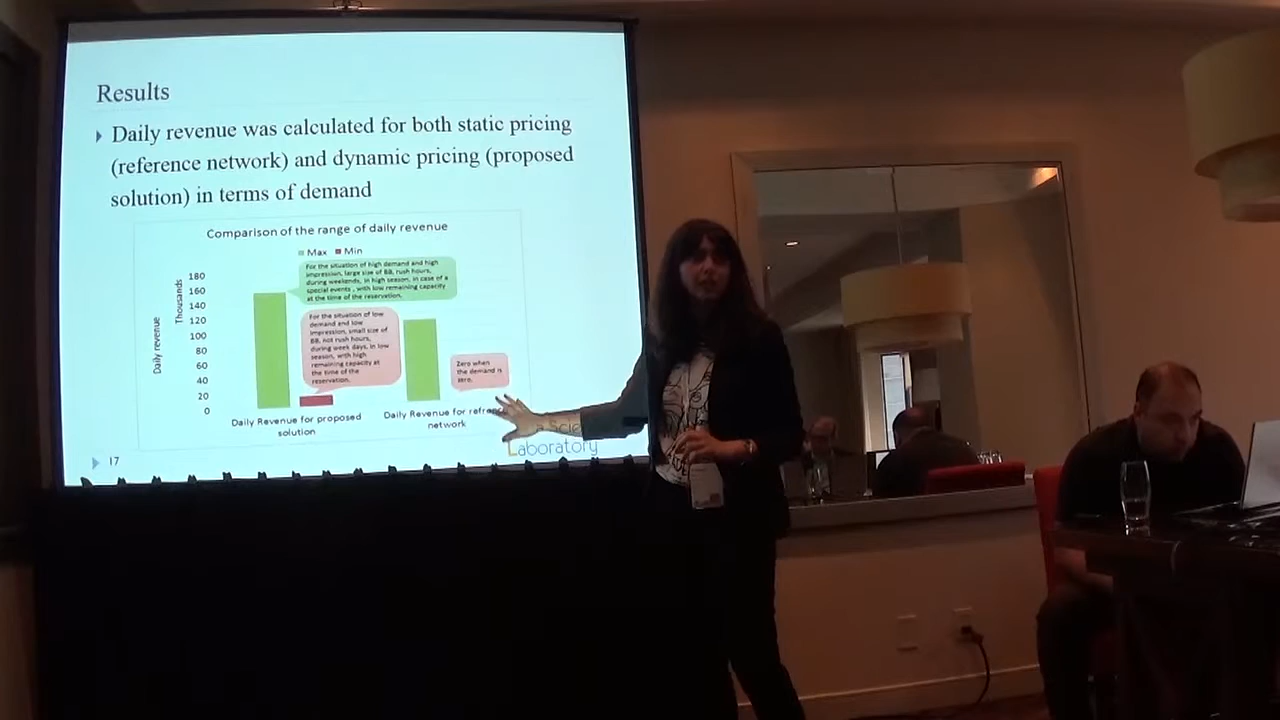 Results
Daily revenue was calculated for both static pricing
(reference network) and dynamic pricing (proposed
solution) in terms of demand
Comparison of the range of daily revenue
Max Min
For the situation of high demand and high
impression, large size of BB, rush hours,
during weekends, in high season, in case of a
special events , with low remaining capacity
at the time of the reservation.
For the situation of low
demand and low
impression, small size of
BB, not rush hours,
during week days, in low
season, with high
remaining capacity at
the time of the
reservation.
Zero when
the demand is
zero.
Daily revenue
Thousands
180
160
140
120
100
80
60
40
20
0
Daily Revenue for proposed
solution
Daily Revenue for refrenc
network
Laboratory
17